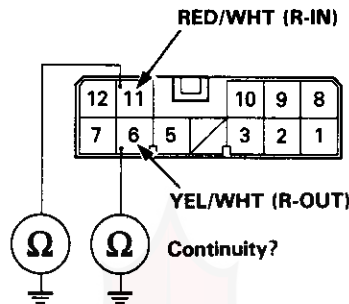 RED/WHT (R-IN)
12 11 10 9 8
7 6 5 3 2 1
YEL/WHT (R-OUT)
Ω Ω Continuity?